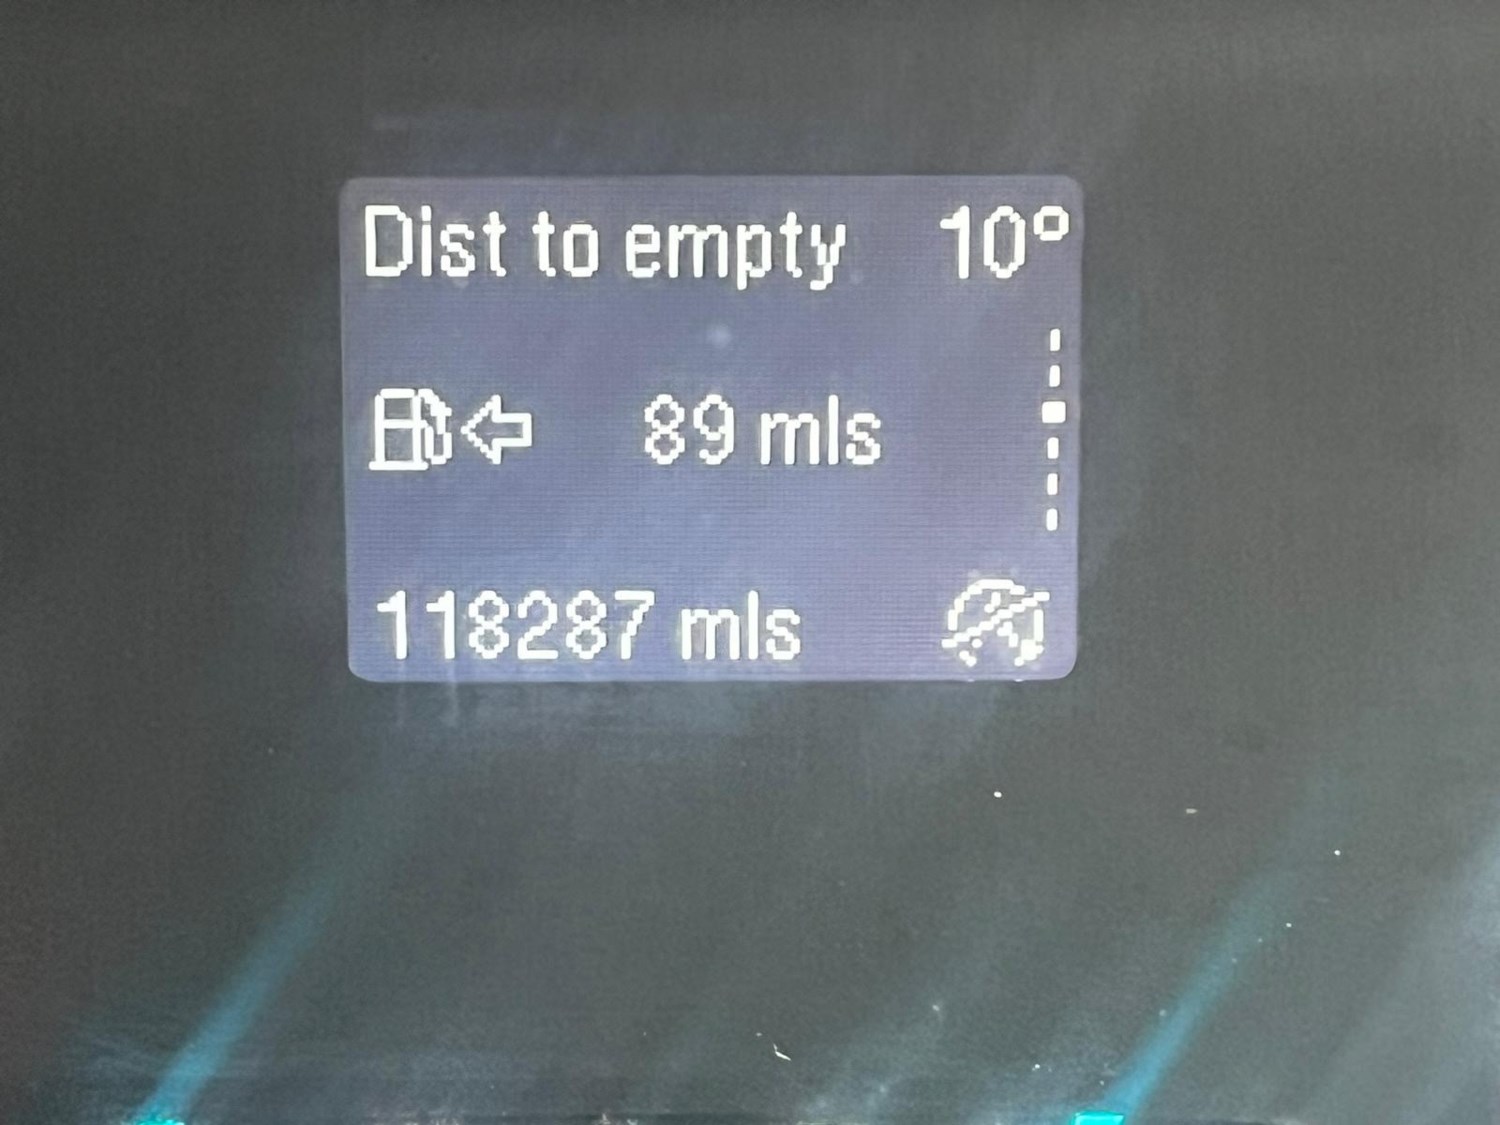 Dist to empty 10°
89 mls
118287 mls